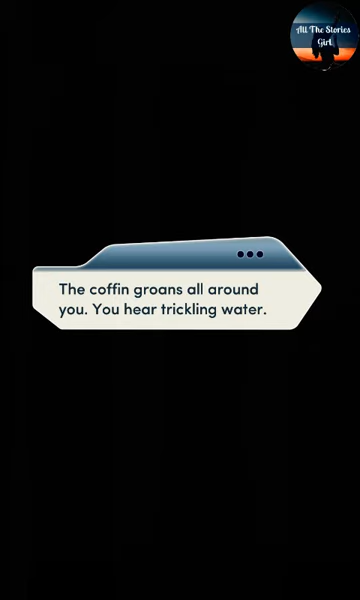 All The Stories
Girl
The coffin groans all around
you. You hear trickling water.